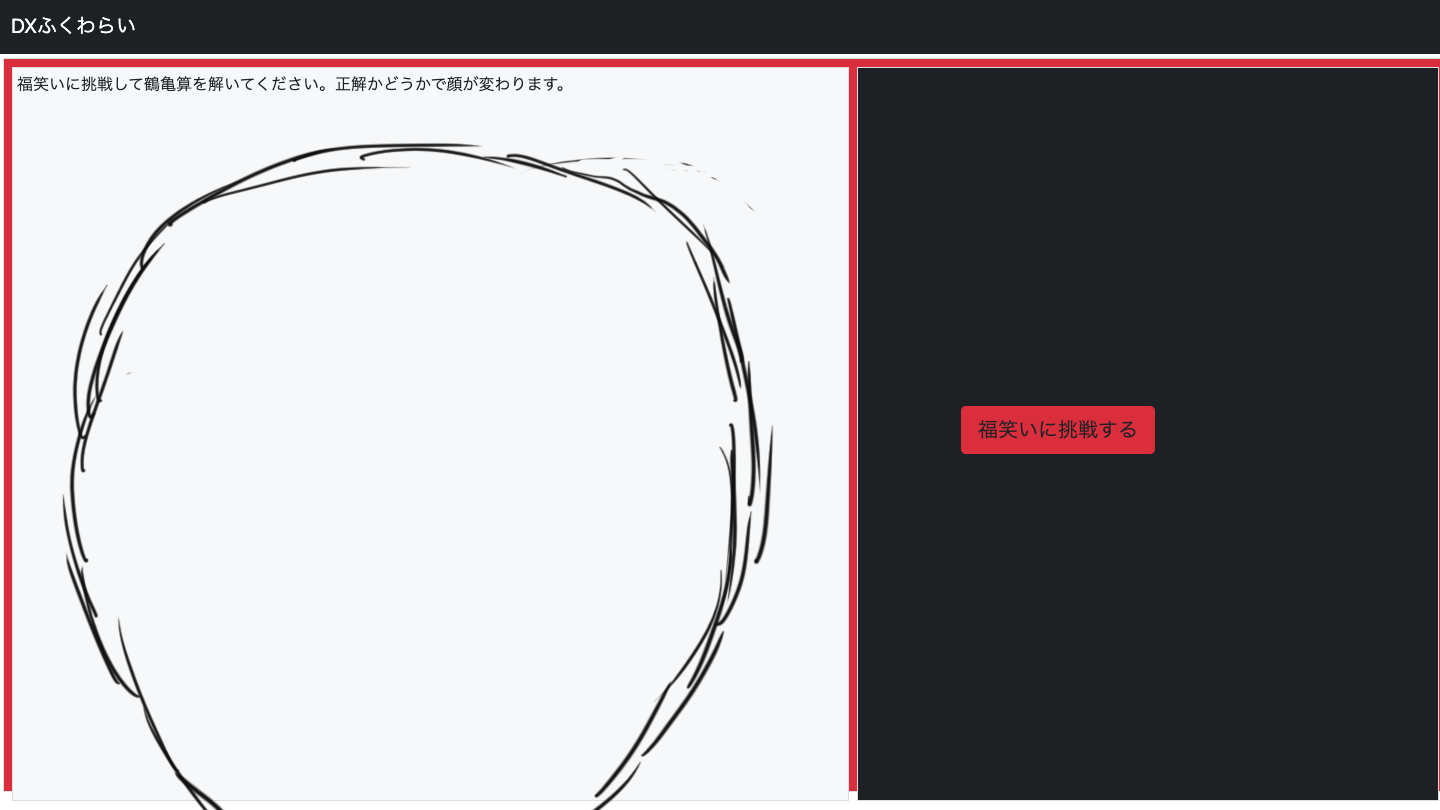 DXふくわらい
福笑いに挑戦して鶴亀算を解いてください。正解かどうかで顔が変わります。
福笑いに挑戦する